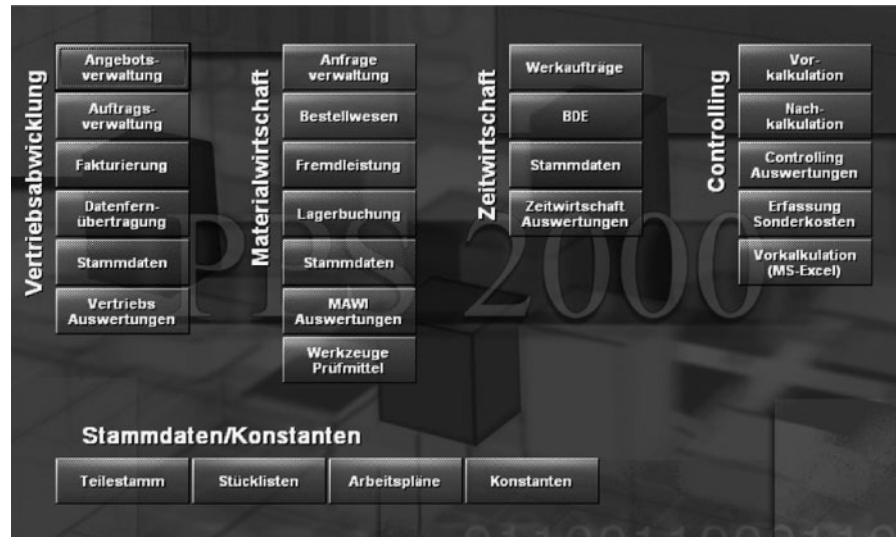 Vertriebsabwicklung
Angebots-
verwaltung
Auftrags-
verwaltung
Fakturierung
Datenfern-
übertragung
Stammdaten
Vertriebs
Auswertungen
Materialwirtschaft
Anfrage
verwaltung
Bestellwesen
Fremdleistung
Lagerbuchung
Stammdaten
MAWI
Auswertungen
Werkzeuge
Prüfmittel
Zeitwirtschaft
Werkaufträge
BDE
Stammdaten
Zeitwirtschaft
Auswertungen
Controlling
Vor-
kalkulation
Nach-
kalkulation
Controlling
Auswertungen
Erfassung
Sonderkosten
Vorkalkulation
(MS-Excel)
PPS 2000
Stammdaten/Konstanten
Teilestamm
Stücklisten
Arbeitspläne
Konstanten